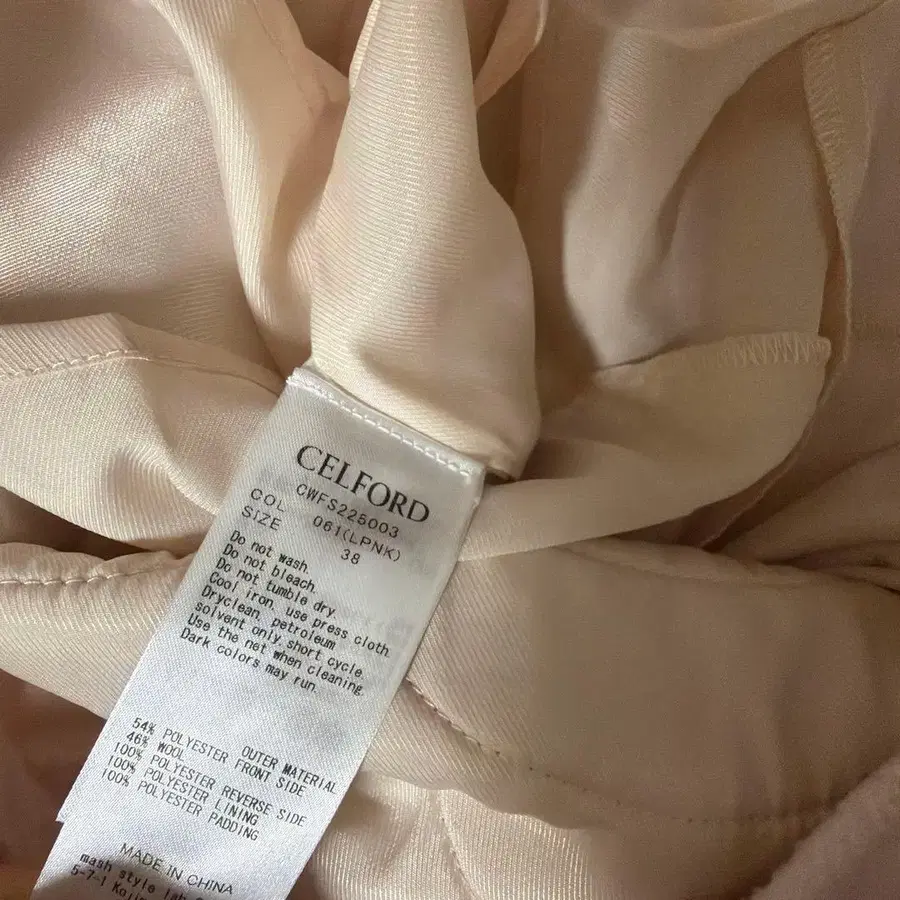 CELFORD
CWFS225003
COL 061(LPNK)
SIZE 38
Do not wash.
Do not bleach.
Do not tumble dry.
Cool iron, use press cloth.
Dryclean, petroleum
solvent only, short cycle.
Use the net when cleaning.
Dark colors may run.
OUTER MATERIAL
54% POLYESTER FRONT SIDE
46% WOOL
100% POLYESTER REVERSE SIDE
100% POLYESTER LINING
100% POLYESTER PADDING
MADE IN CHINA
mash style lab
5-7-1